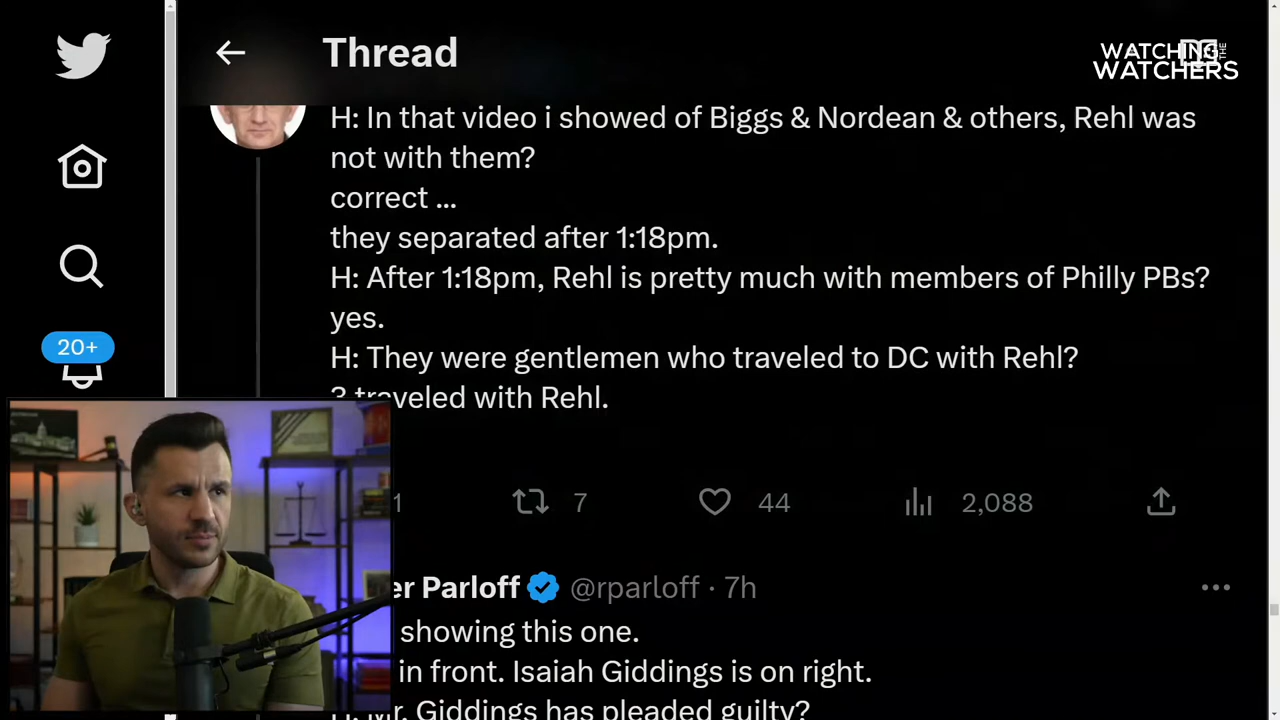 Thread
WATCHING THE
WATCHERS
H: In that video i showed of Biggs & Nordean & others, Rehl was
not with them?
correct ...
they separated after 1:18pm.
H: After 1:18pm, Rehl is pretty much with members of Philly PBs?
yes.
20+
H: They were gentlemen who traveled to DC with Rehl?
3 traveled with Rehl.
1 7 44 2,088
er Parloff @rparloff · 7h
showing this one.
in front. Isaiah Giddings is on right.
H: Mr. Giddings has pleaded guilty?